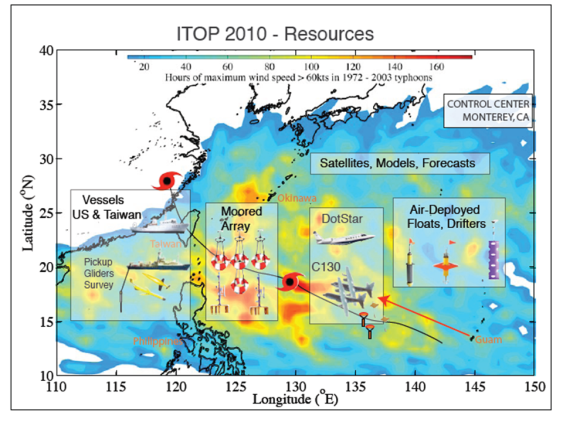 ITOP 2010 - Resources
20 40 60 80 100 120 140 160
Hours of maximum wind speed > 60kts in 1972 - 2003 typhoons
CONTROL CENTER
MONTEREY, CA
Satellites, Models, Forecasts
Vessels
US & Taiwan
Taiwan
Pickup
Gliders
Survey
Moored
Array
Okinawa
DotStar
C130
Air-Deployed
Floats, Drifters
Guam
Philippines
Latitude (°N)
40
35
30
25
20
15
10
110 115 120 125 130 135 140 145 150
Longitude (°E)